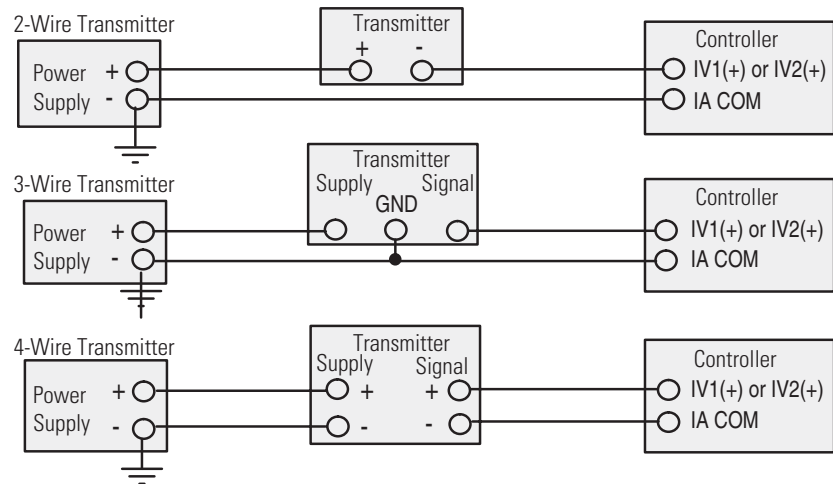 2-Wire Transmitter
Power Supply
+
-
Transmitter
+ -
Controller
IV1(+) or IV2(+)
IA COM
3-Wire Transmitter
Power Supply
+
-
Transmitter
Supply Signal
GND
Controller
IV1(+) or IV2(+)
IA COM
4-Wire Transmitter
Power Supply
+
-
Transmitter
Supply Signal
+ +
- -
Controller
IV1(+) or IV2(+)
IA COM